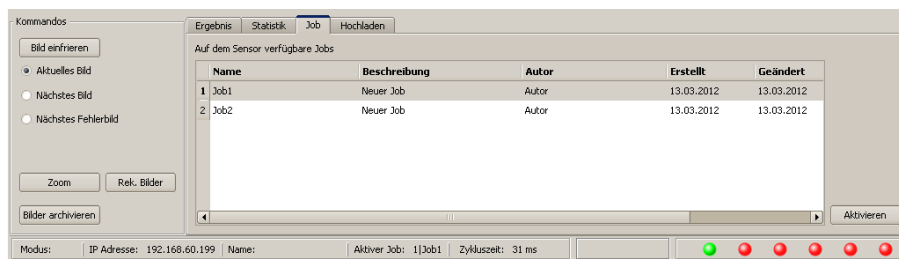 Kommandos
Bild einfrieren
Aktuelles Bild
Nächstes Bild
Nächstes Fehlerbild
Zoom Rek. Bilder
Bilder archivieren
Ergebnis Statistik Job Hochladen
Auf dem Sensor verfügbare Jobs
Name Beschreibung Autor Erstellt Geändert
1 Job1 Neuer Job Autor 13.03.2012 13.03.2012
2 Job2 Neuer Job Autor 13.03.2012 13.03.2012
Aktivieren
Modus: IP Adresse: 192.168.60.199 Name: Aktiver Job: 1|Job1 Zykluszeit: 31 ms